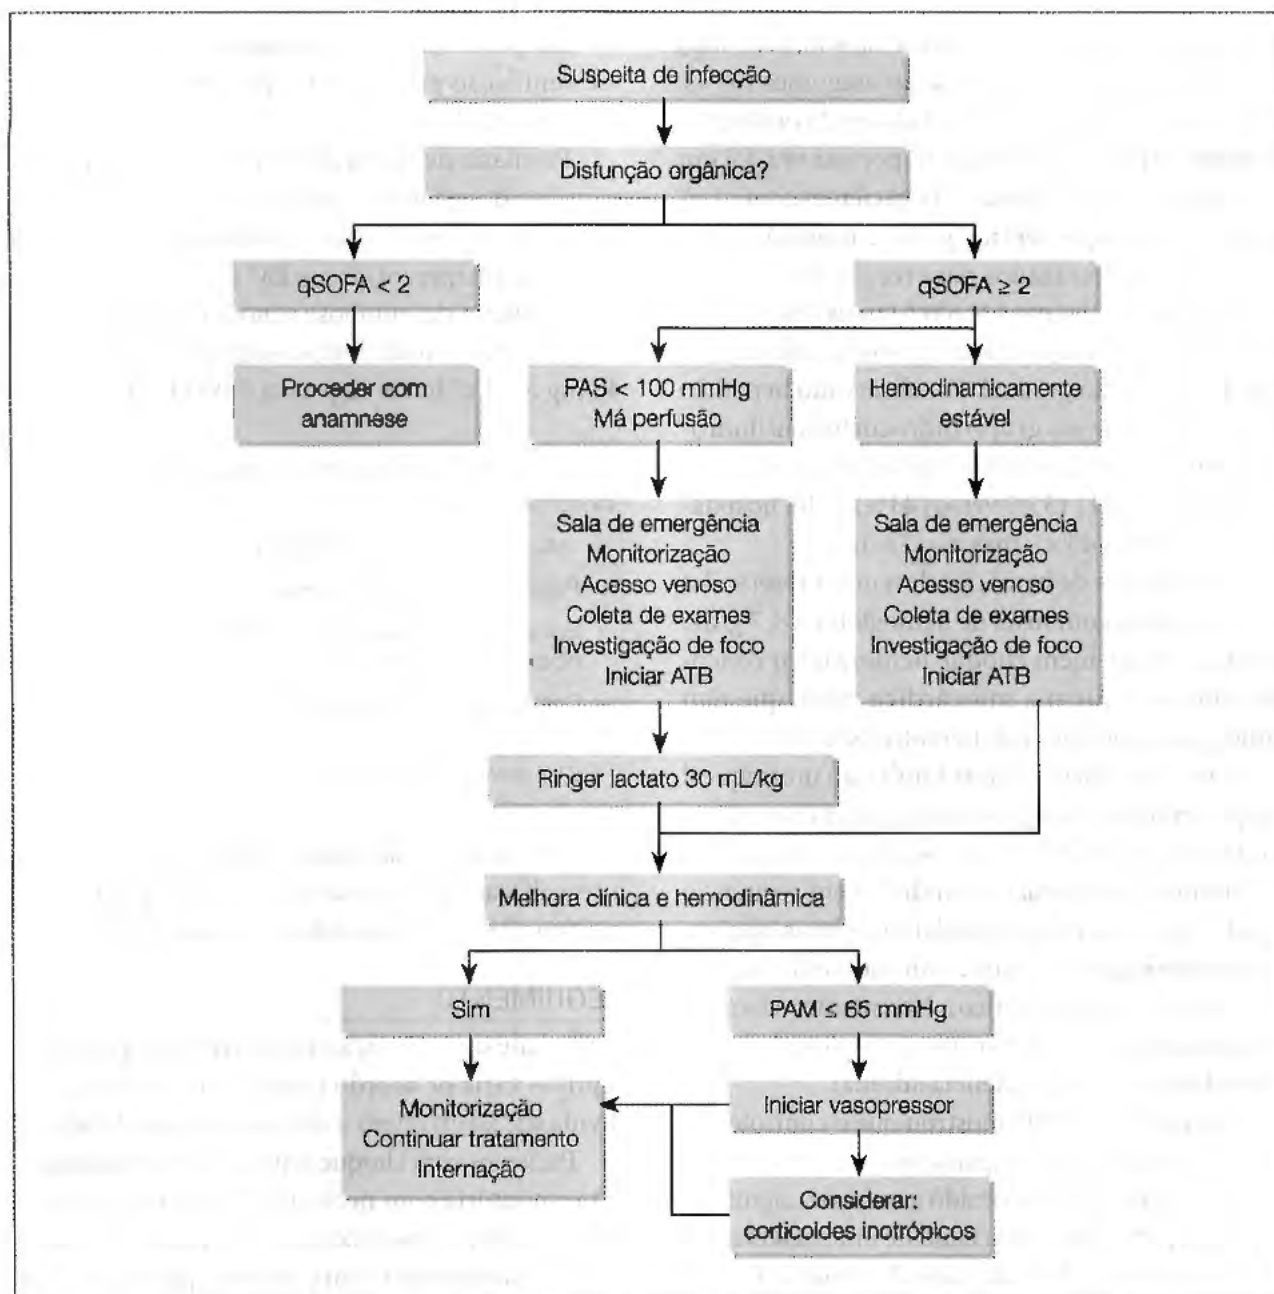 Suspeita de infecção
Disfunção orgânica?
qSOFA < 2
qSOFA ≥ 2
Proceder com
anamnese
PAS < 100 mmHg
Má perfusão
Hemodinamicamente
estável
Sala de emergência
Monitorização
Acesso venoso
Coleta de exames
Investigação de foco
Iniciar ATB
Sala de emergência
Monitorização
Acesso venoso
Coleta de exames
Investigação de foco
Iniciar ATB
Ringer lactato 30 mL/kg
Melhora clínica e hemodinâmica
Sim
PAM ≤ 65 mmHg
Monitorização
Continuar tratamento
Internação
Iniciar vasopressor
Considerar:
corticoides inotrópicos